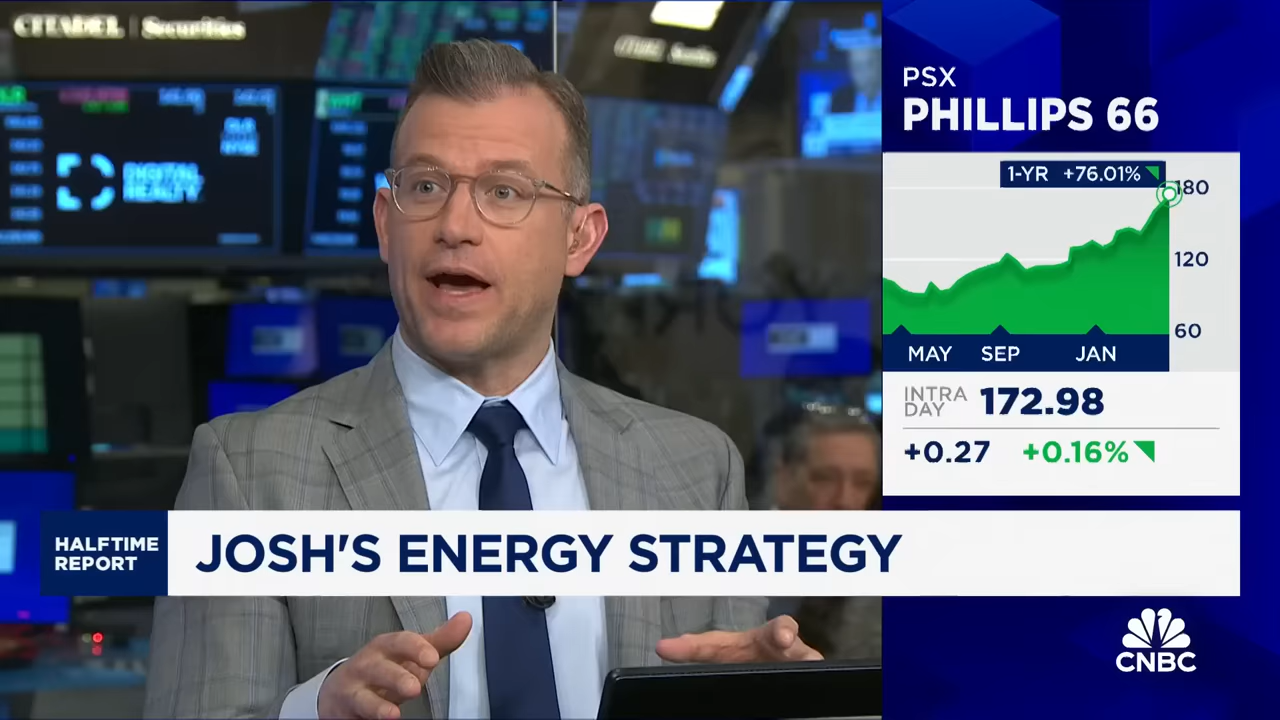 CITADEL | Securities
DIGITAL
REALTY
PSX
PHILLIPS 66
1-YR +76.01%
180
120
60
MAY SEP JAN
INTRA
DAY
172.98
+0.27 +0.16%
HALFTIME
REPORT
JOSH'S ENERGY STRATEGY
CNBC